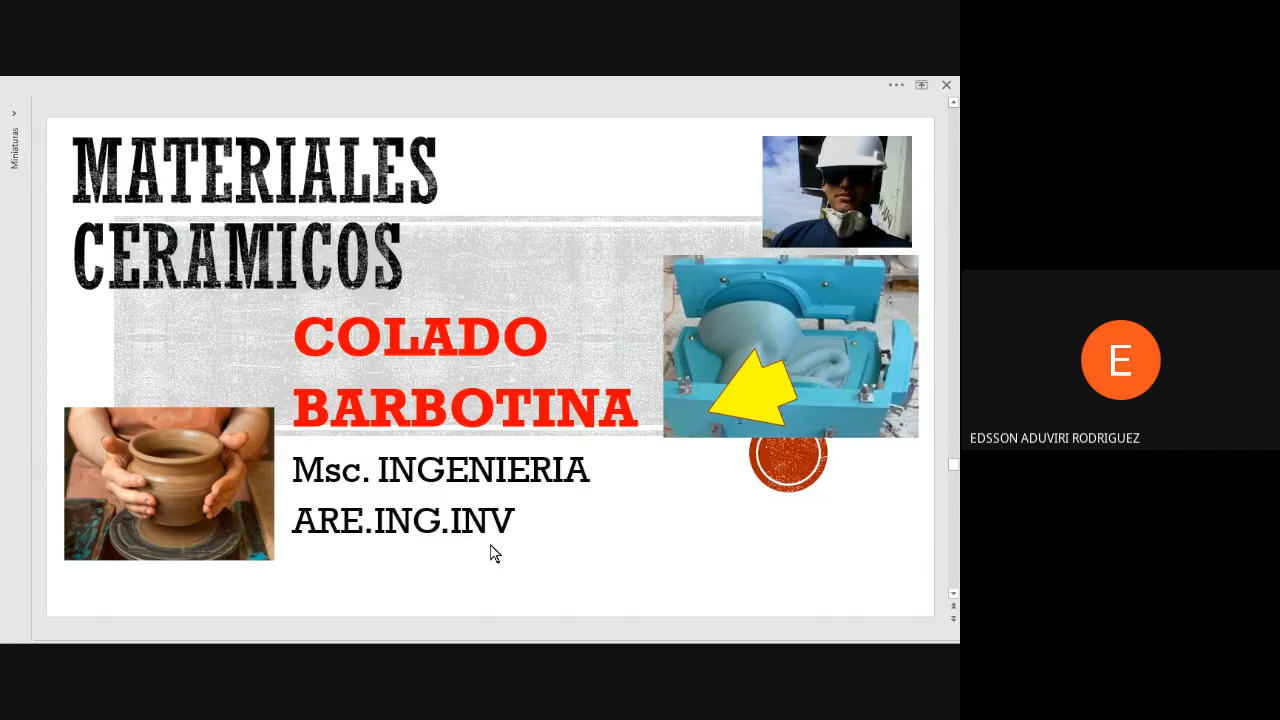 Miniaturas
MATERIALES
CERAMICOS
COLADO
BARBOTINA
Msc. INGENIERIA
ARE.ING.INV
E
EDSSON ADUVIRI RODRIGUEZ